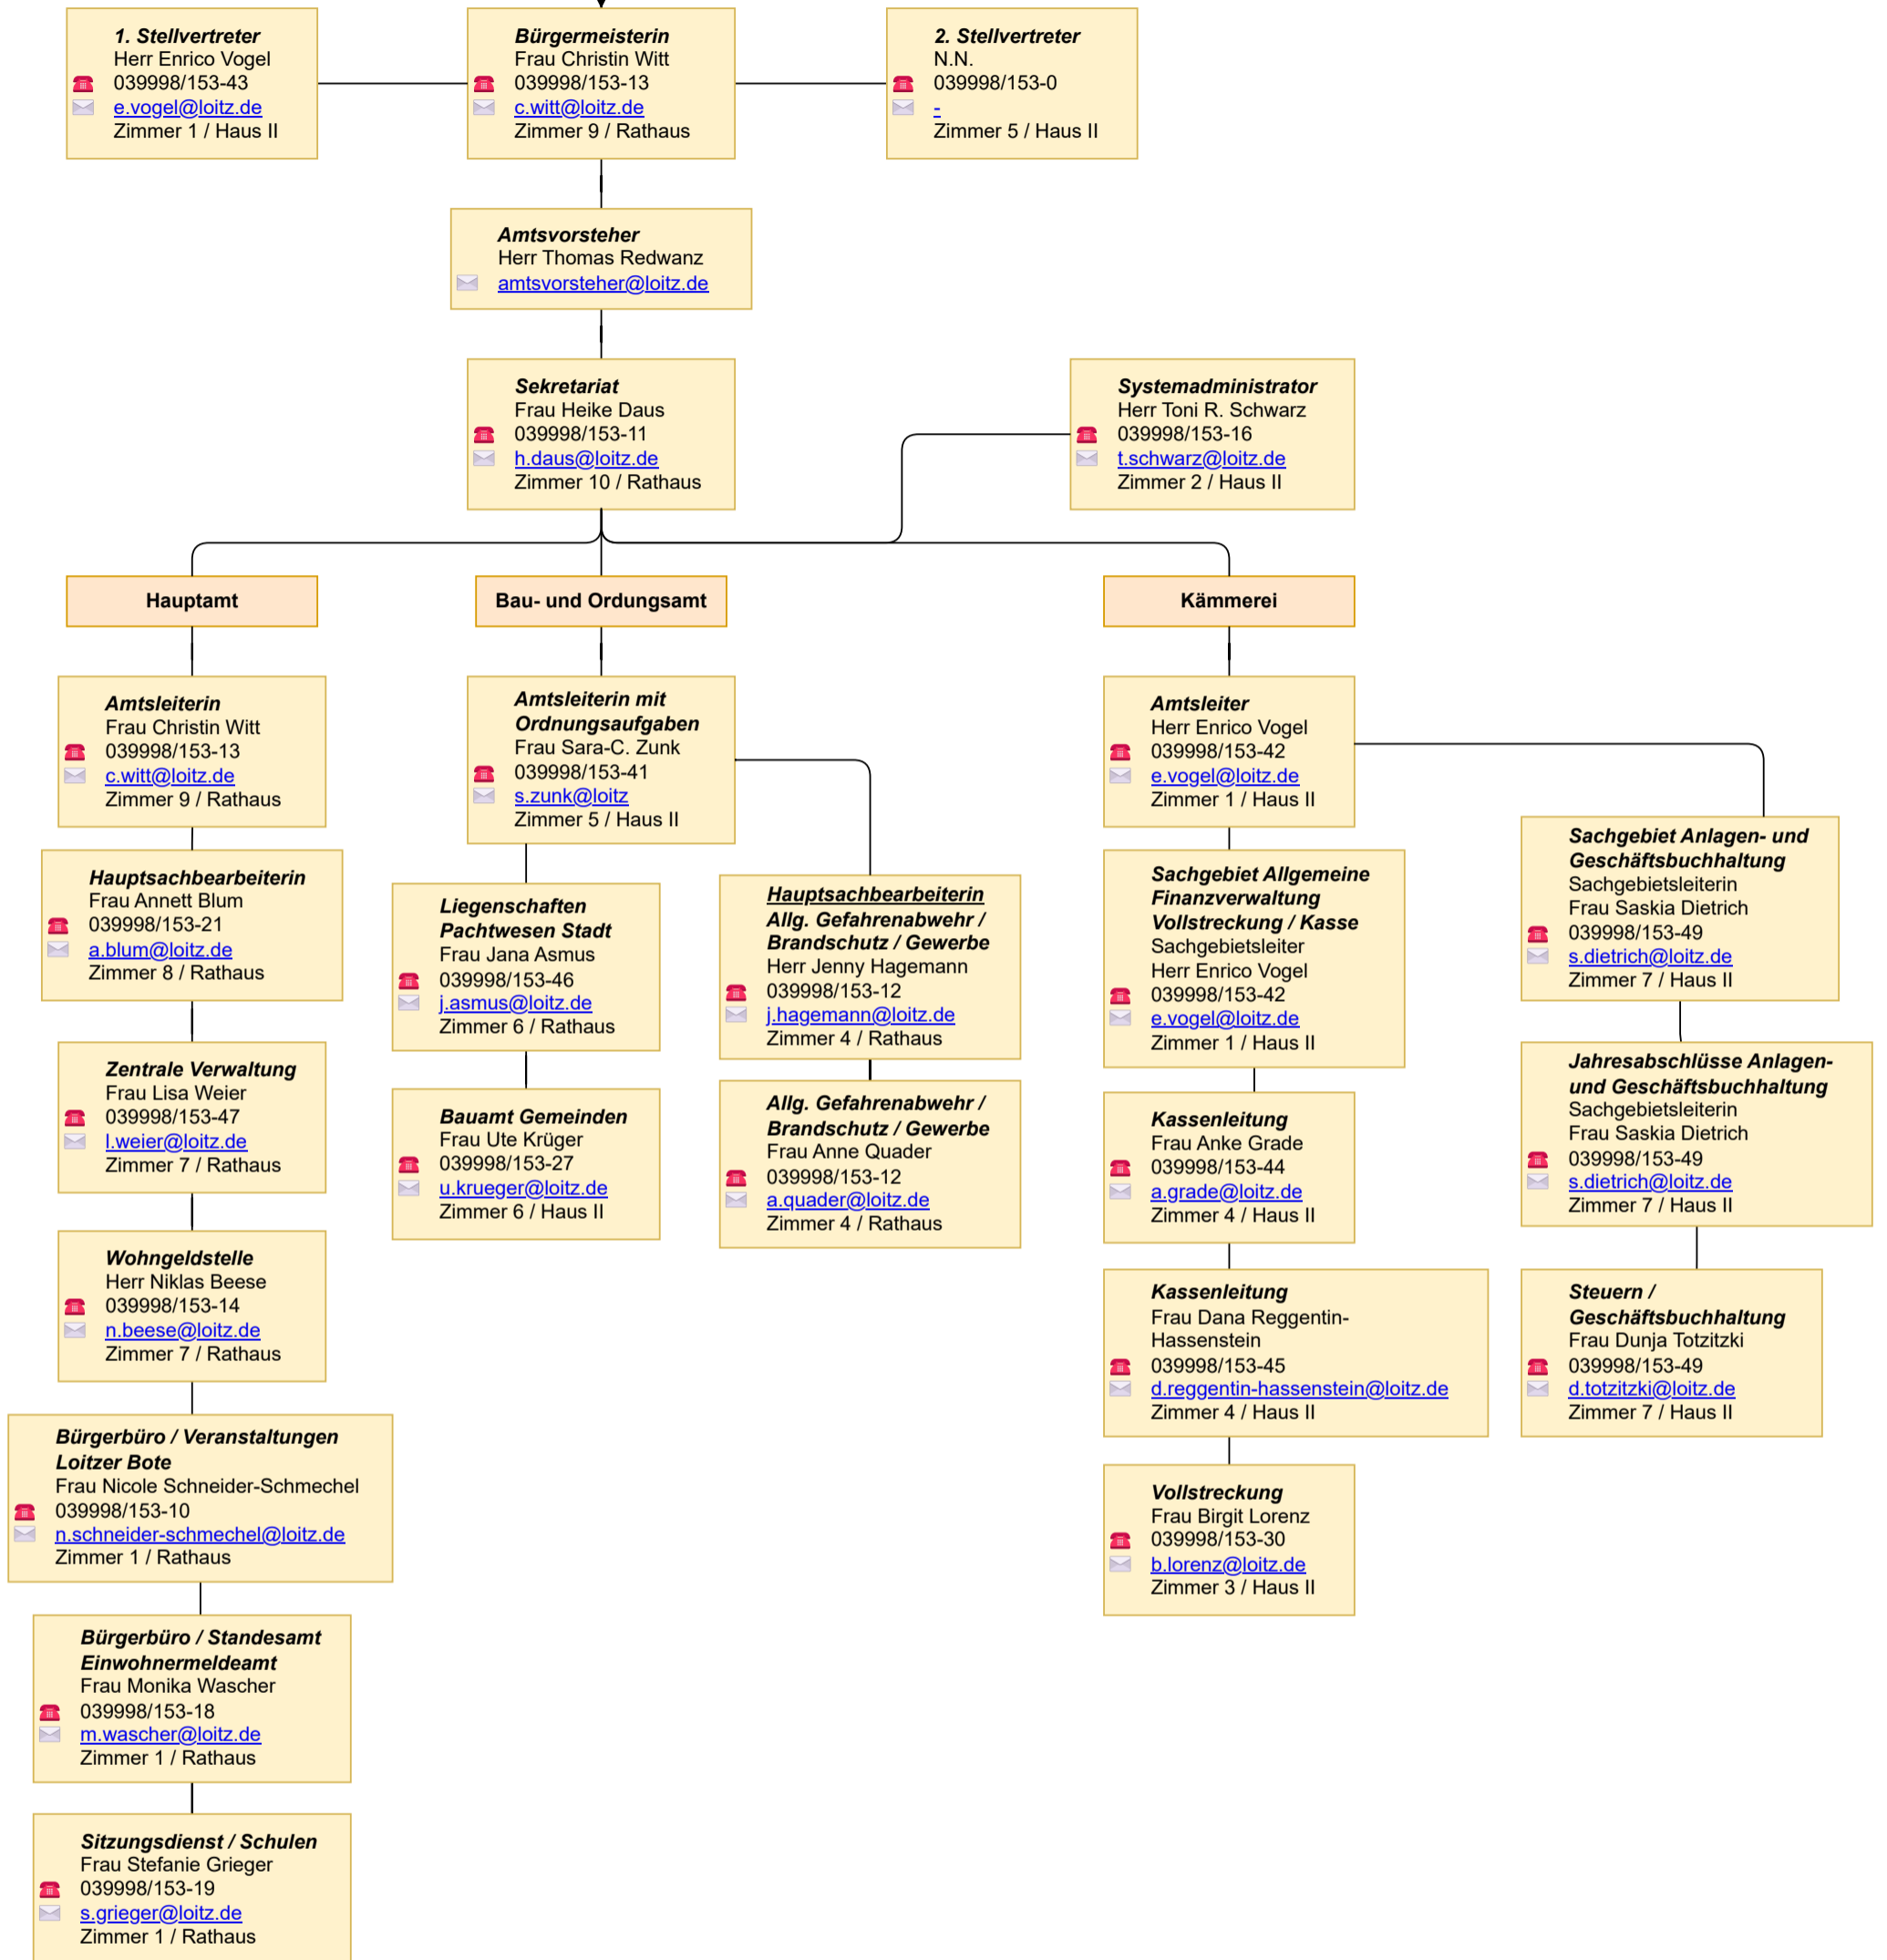 1. Stellvertreter
Herr Enrico Vogel
039998/153-43
e.vogel@loitz.de
Zimmer 1 / Haus II
Bürgermeisterin
Frau Christin Witt
039998/153-13
c.witt@loitz.de
Zimmer 9 / Rathaus
2. Stellvertreter
N.N.
039998/153-0
-
Zimmer 5 / Haus II
Amtsvorsteher
Herr Thomas Redwanz
amtsvorsteher@loitz.de
Sekretariat
Frau Heike Daus
039998/153-11
h.daus@loitz.de
Zimmer 10 / Rathaus
Systemadministrator
Herr Toni R. Schwarz
039998/153-16
t.schwarz@loitz.de
Zimmer 2 / Haus II
Hauptamt
Bau- und Ordungsamt
Kämmerei
Amtsleiterin
Frau Christin Witt
039998/153-13
c.witt@loitz.de
Zimmer 9 / Rathaus
Hauptsachbearbeiterin
Frau Annett Blum
039998/153-21
a.blum@loitz.de
Zimmer 8 / Rathaus
Zentrale Verwaltung
Frau Lisa Weier
039998/153-47
l.weier@loitz.de
Zimmer 7 / Rathaus
Wohngeldstelle
Herr Niklas Beese
039998/153-14
n.beese@loitz.de
Zimmer 7 / Rathaus
Bürgerbüro / Veranstaltungen
Loitzer Bote
Frau Nicole Schneider-Schmechel
039998/153-10
n.schneider-schmechel@loitz.de
Zimmer 1 / Rathaus
Bürgerbüro / Standesamt
Einwohnermeldeamt
Frau Monika Wascher
039998/153-18
m.wascher@loitz.de
Zimmer 1 / Rathaus
Sitzungsdienst / Schulen
Frau Stefanie Grieger
039998/153-19
s.grieger@loitz.de
Zimmer 1 / Rathaus
Amtsleiterin mit
Ordnungsaufgaben
Frau Sara-C. Zunk
039998/153-41
s.zunk@loitz
Zimmer 5 / Haus II
Liegenschaften
Pachtwesen Stadt
Frau Jana Asmus
039998/153-46
j.asmus@loitz.de
Zimmer 6 / Rathaus
Bauamt Gemeinden
Frau Ute Krüger
039998/153-27
u.krueger@loitz.de
Zimmer 6 / Haus II
Hauptsachbearbeiterin
Allg. Gefahrenabwehr /
Brandschutz / Gewerbe
Herr Jenny Hagemann
039998/153-12
j.hagemann@loitz.de
Zimmer 4 / Rathaus
Allg. Gefahrenabwehr /
Brandschutz / Gewerbe
Frau Anne Quader
039998/153-12
a.quader@loitz.de
Zimmer 4 / Rathaus
Amtsleiter
Herr Enrico Vogel
039998/153-42
e.vogel@loitz.de
Zimmer 1 / Haus II
Sachgebiet Allgemeine
Finanzverwaltung
Vollstreckung / Kasse
Sachgebietsleiter
Herr Enrico Vogel
039998/153-42
e.vogel@loitz.de
Zimmer 1 / Haus II
Kassenleitung
Frau Anke Grade
039998/153-44
a.grade@loitz.de
Zimmer 4 / Haus II
Kassenleitung
Frau Dana Reggentin-
Hassenstein
039998/153-45
d.reggentin-hassenstein@loitz.de
Zimmer 4 / Haus II
Vollstreckung
Frau Birgit Lorenz
039998/153-30
b.lorenz@loitz.de
Zimmer 3 / Haus II
Sachgebiet Anlagen- und
Geschäftsbuchhaltung
Sachgebietsleiterin
Frau Saskia Dietrich
039998/153-49
s.dietrich@loitz.de
Zimmer 7 / Haus II
Jahresabschlüsse Anlagen-
und Geschäftsbuchhaltung
Sachgebietsleiterin
Frau Saskia Dietrich
039998/153-49
s.dietrich@loitz.de
Zimmer 7 / Haus II
Steuern /
Geschäftsbuchhaltung
Frau Dunja Totzitzki
039998/153-49
d.totzitzki@loitz.de
Zimmer 7 / Haus II